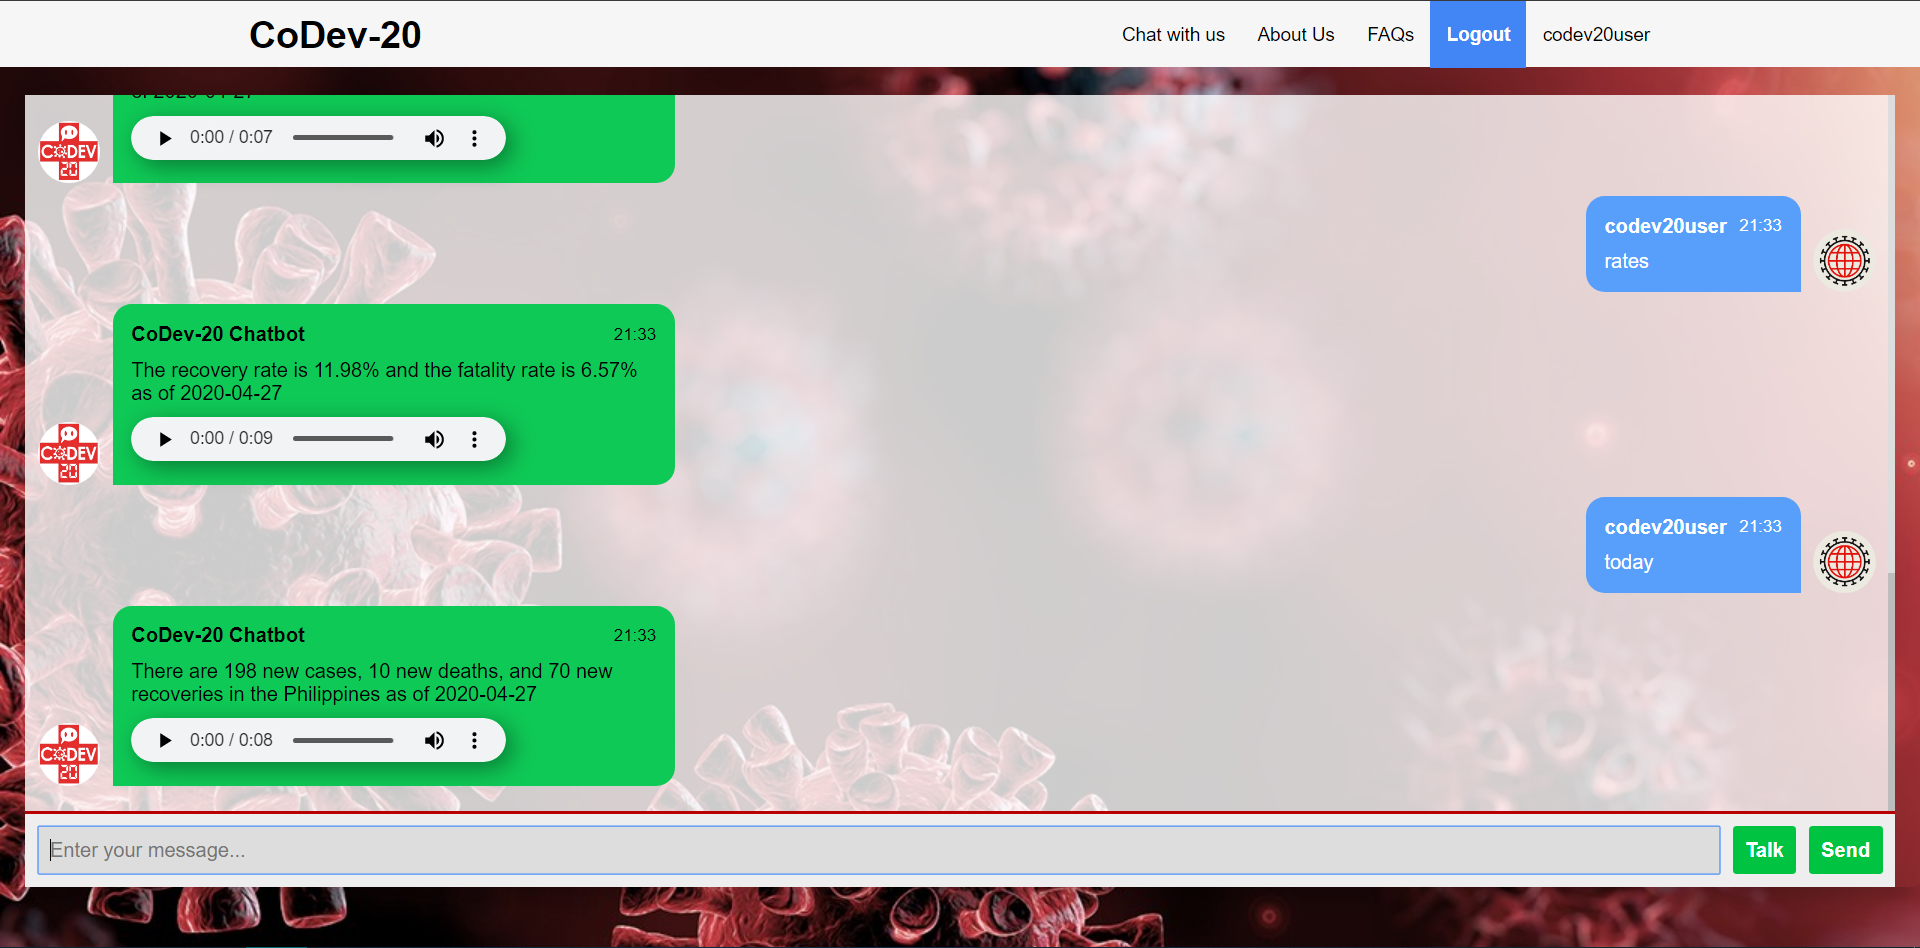 CoDev-20
Chat with us
About Us
FAQs
Logout
codev20user
of 2020-04-27
0:00 / 0:07
CODEV
20
codev20user 21:33
rates
CoDev-20 Chatbot 21:33
The recovery rate is 11.98% and the fatality rate is 6.57%
as of 2020-04-27
0:00 / 0:09
CODEV
20
codev20user 21:33
today
CoDev-20 Chatbot 21:33
There are 198 new cases, 10 new deaths, and 70 new
recoveries in the Philippines as of 2020-04-27
0:00 / 0:08
CODEV
20
Enter your message...
Talk
Send